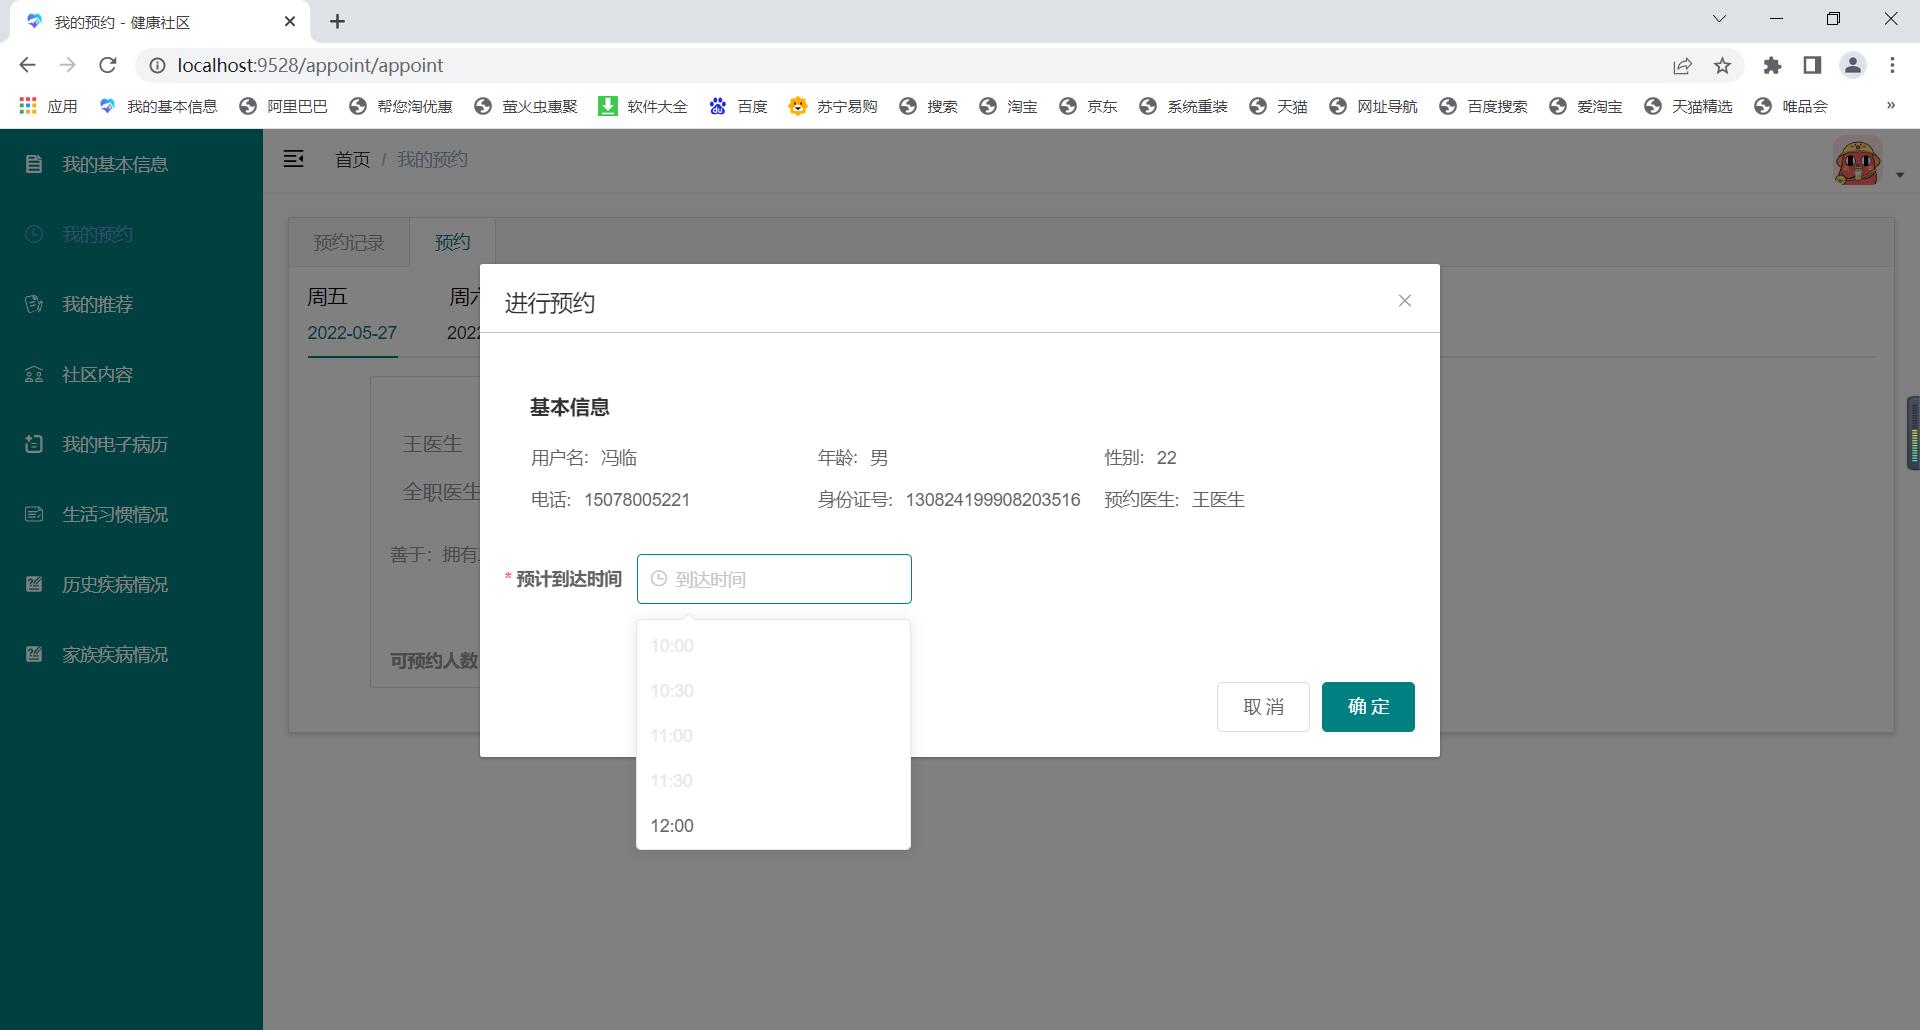 我的预约 - 健康社区
localhost:9528/appoint/appoint
应用 我的基本信息 阿里巴巴 帮您淘优惠 萤火虫惠聚 软件大全 百度 苏宁易购 搜索 淘宝 京东 系统重装 天猫 网址导航 百度搜索 爱淘宝 天猫精选 唯品会 »
我的基本信息
我的预约
我的推荐
社区内容
我的电子病历
生活习惯情况
历史疾病情况
家族疾病情况
首页 / 我的预约
预约记录 预约
周五 周六
2022-05-27 2022
王医生
全职医生
善于: 拥有
可预约人数
进行预约
基本信息
用户名: 冯临 年龄: 男 性别: 22
电话: 15078005221 身份证号: 130824199908203516 预约医生: 王医生
* 预计到达时间 到达时间
10:00
10:30
11:00
11:30
12:00
取 消 确 定